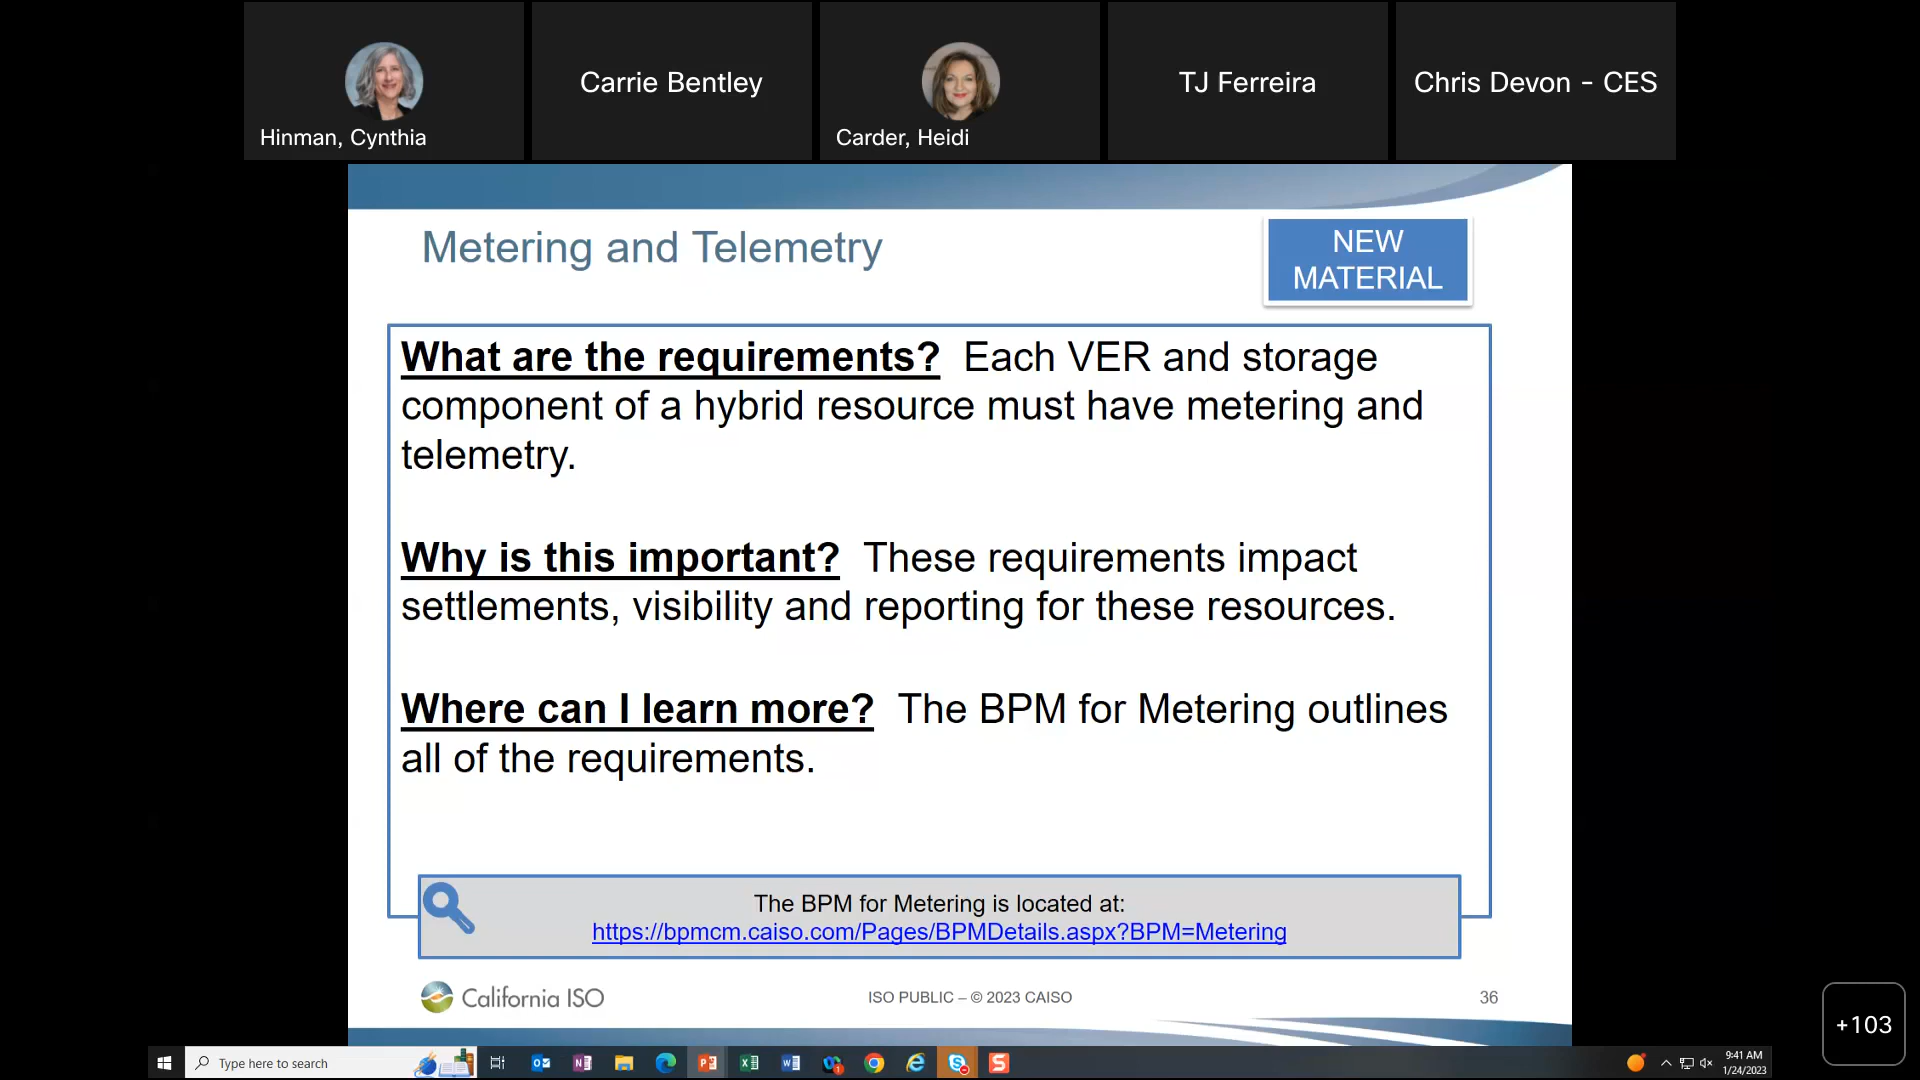 Hinman, Cynthia
Carrie Bentley
Carder, Heidi
TJ Ferreira
Chris Devon - CES
Metering and Telemetry
NEW
MATERIAL
What are the requirements? Each VER and storage
component of a hybrid resource must have metering and
telemetry.
Why is this important? These requirements impact
settlements, visibility and reporting for these resources.
Where can I learn more? The BPM for Metering outlines
all of the requirements.
The BPM for Metering is located at:
https://bpmcm.caiso.com/Pages/BPMDetails.aspx?BPM=Metering
California ISO
ISO PUBLIC – © 2023 CAISO
36
+103
Type here to search
9:41 AM
1/24/2023